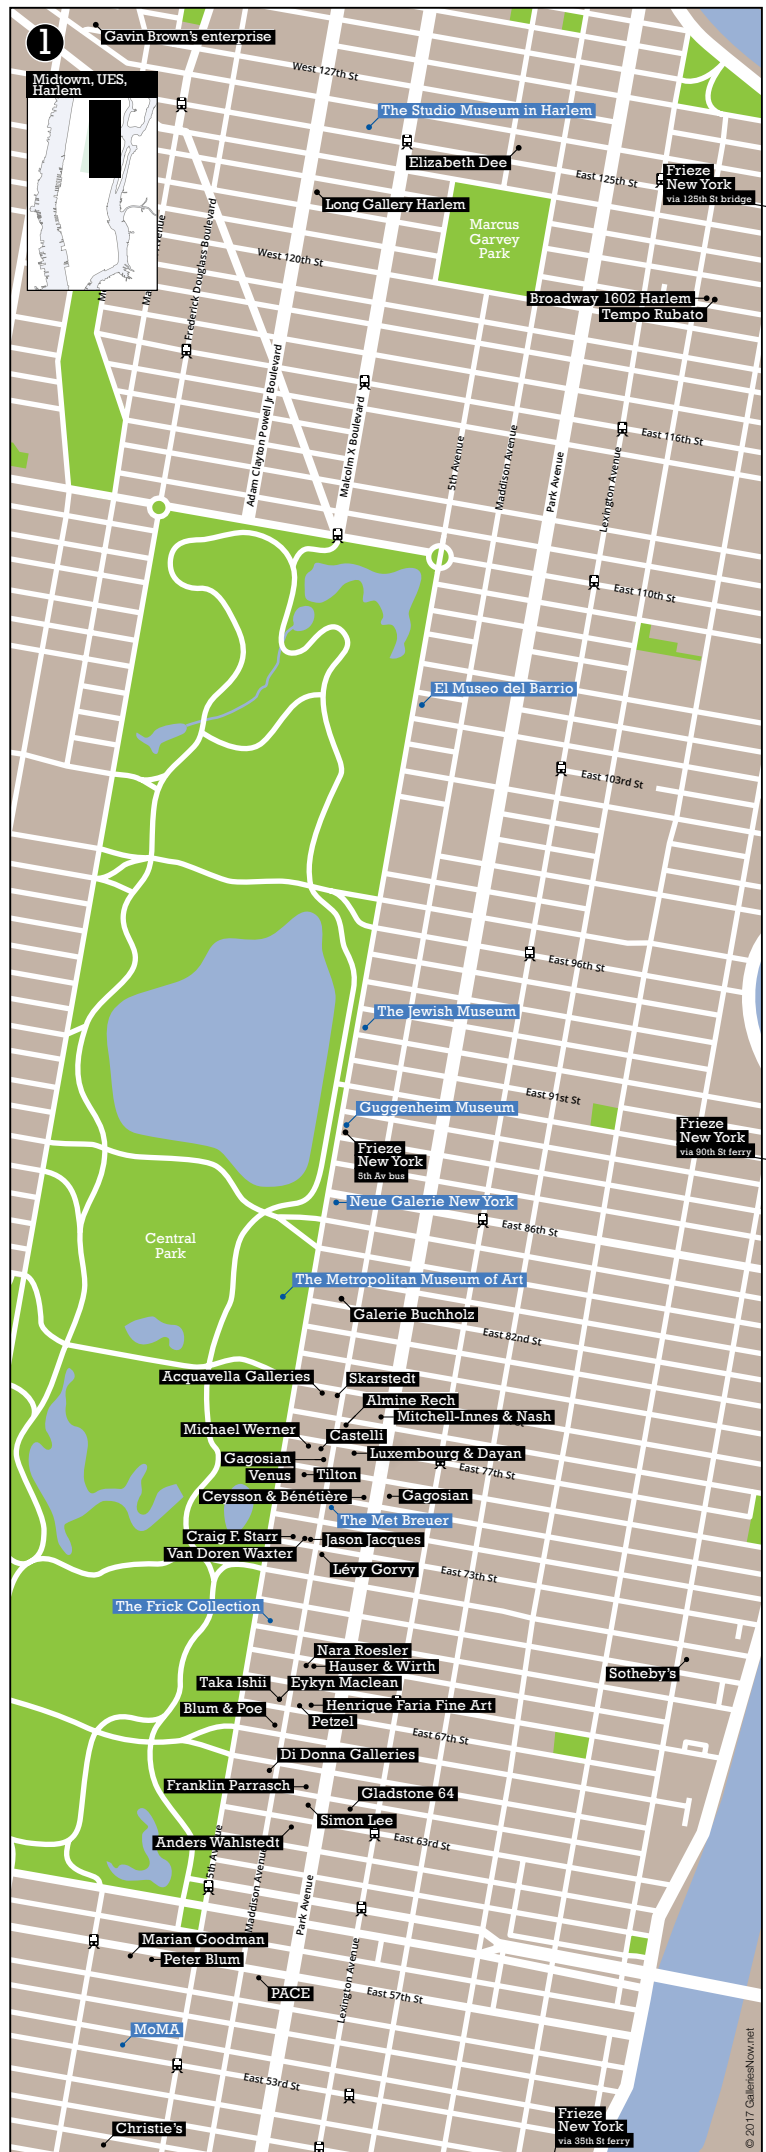 1
Gavin Brown's enterprise
Midtown, UES,
Harlem
West 127th St
The Studio Museum in Harlem
Elizabeth Dee
East 125th St
Frieze
New York
via 125th St bridge
Long Gallery Harlem
Marcus
Garvey
Park
Frederick Douglass Boulevard
West 120th St
Broadway 1602 Harlem
Tempo Rubato
Adam Clayton Powell Jr Boulevard
Malcolm X Boulevard
5th Avenue
Maddison Avenue
Park Avenue
Lexington Avenue
East 116th St
East 110th St
El Museo del Barrio
East 103rd St
East 96th St
The Jewish Museum
East 91st St
Guggenheim Museum
Frieze
New York
5th Av bus
Frieze
New York
via 90th St ferry
Neue Galerie New York
East 86th St
Central
Park
The Metropolitan Museum of Art
Galerie Buchholz
East 82nd St
Acquavella Galleries
Skarstedt
Almine Rech
Mitchell-Innes & Nash
Michael Werner
Castelli
Luxembourg & Dayan
Gagosian
East 77th St
Venus
Tilton
Ceysson & Bénétière
Gagosian
The Met Breuer
Craig F. Starr
Jason Jacques
Van Doren Waxter
Lévy Gorvy
East 73th St
The Frick Collection
Nara Roesler
Hauser & Wirth
Sotheby's
Taka Ishii
Eykyn Maclean
Blum & Poe
Henrique Faria Fine Art
Petzel
East 67th St
Di Donna Galleries
Franklin Parrasch
Gladstone 64
Simon Lee
Anders Wahlstedt
East 63rd St
5th Avenue
Maddison Avenue
Park Avenue
Lexington Avenue
Marian Goodman
Peter Blum
PACE
East 57th St
MoMA
East 53rd St
Christie's
Frieze
New York
via 35th St ferry
© 2017 GalleriesNow.net